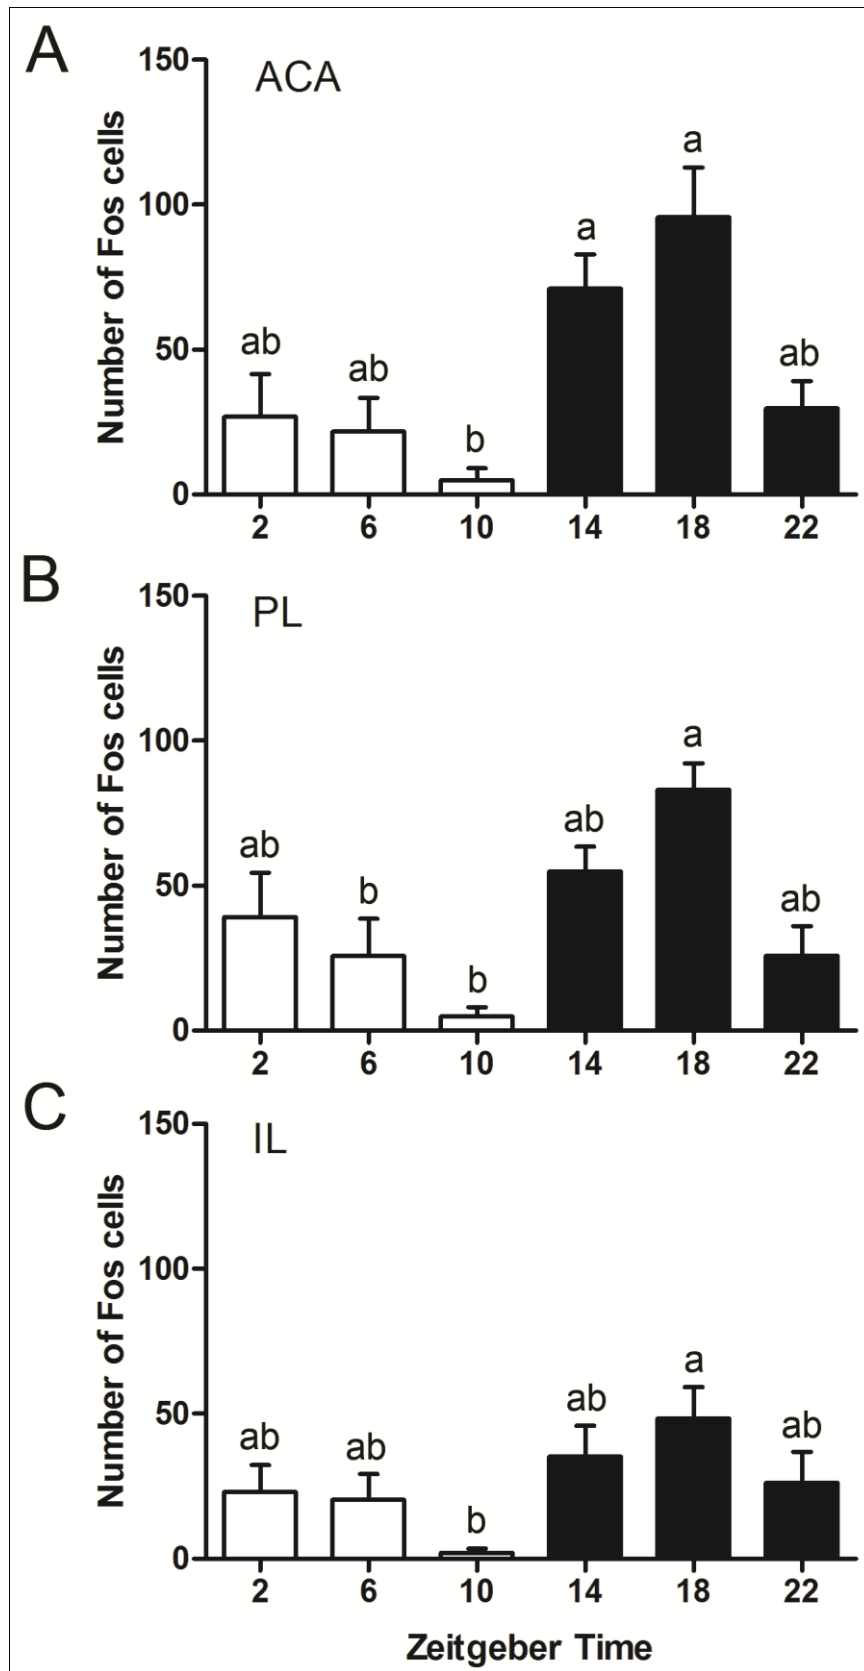 A
ACA
Number of Fos cells
150
100
50
0
ab
ab
b
a
a
ab
2 6 10 14 18 22
B
PL
Number of Fos cells
150
100
50
0
ab
b
b
ab
a
ab
2 6 10 14 18 22
C
IL
Number of Fos cells
150
100
50
0
ab
ab
b
ab
a
ab
2 6 10 14 18 22
Zeitgeber Time